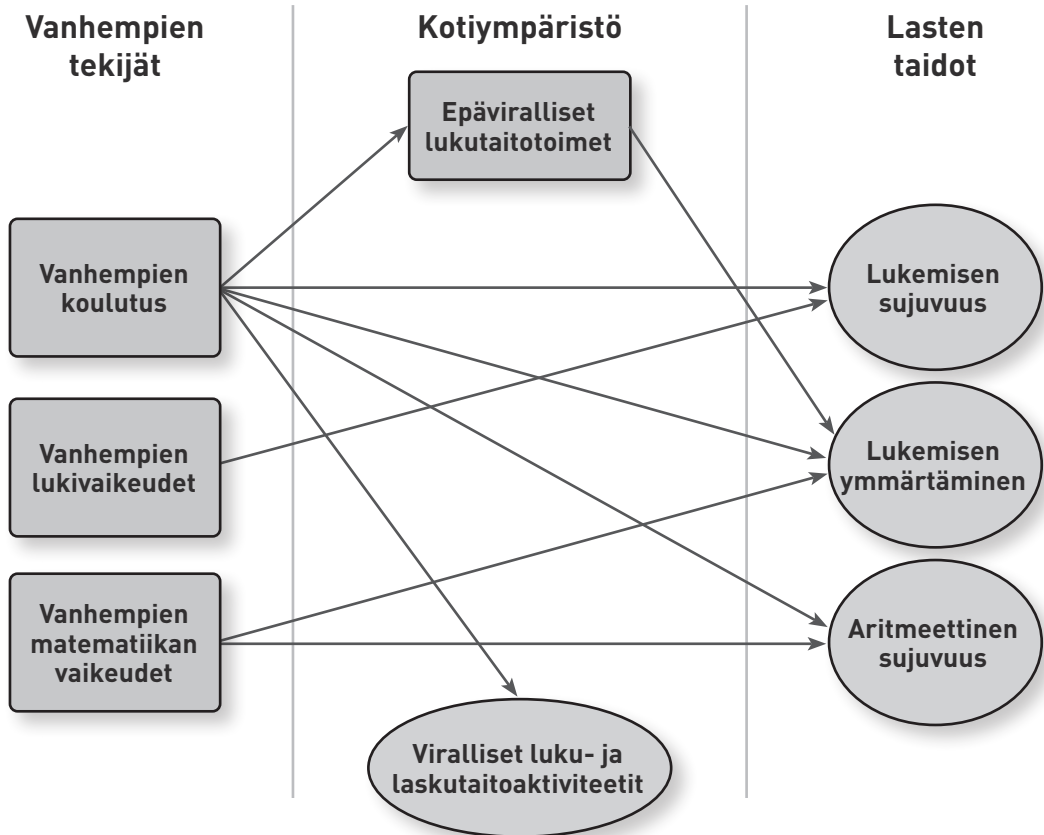 Vanhempien
tekijät
Kotiympäristö
Lasten
taidot
Epäviralliset
lukutaitotoimet
Vanhempien
koulutus
Lukemisen
sujuvuus
Vanhempien
lukivaikeudet
Lukemisen
ymmärtäminen
Vanhempien
matematiikan
vaikeudet
Aritmeettinen
sujuvuus
Viralliset luku- ja
laskutaitoaktiviteetit